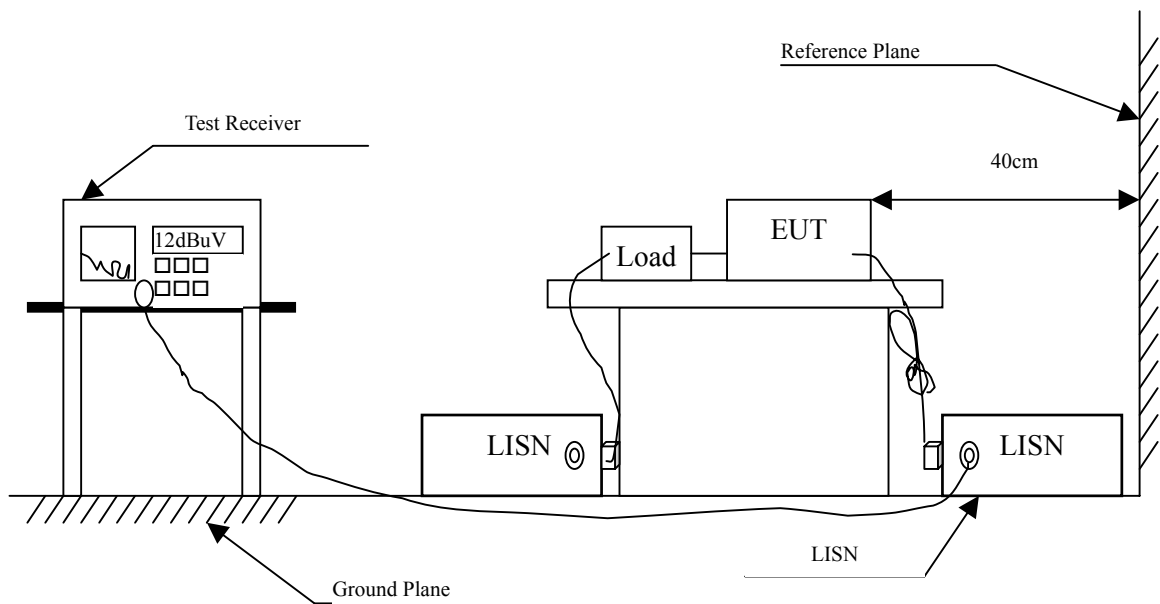 Reference Plane
Test Receiver
40cm
12dBuV
Load
EUT
LISN
LISN
LISN
Ground Plane